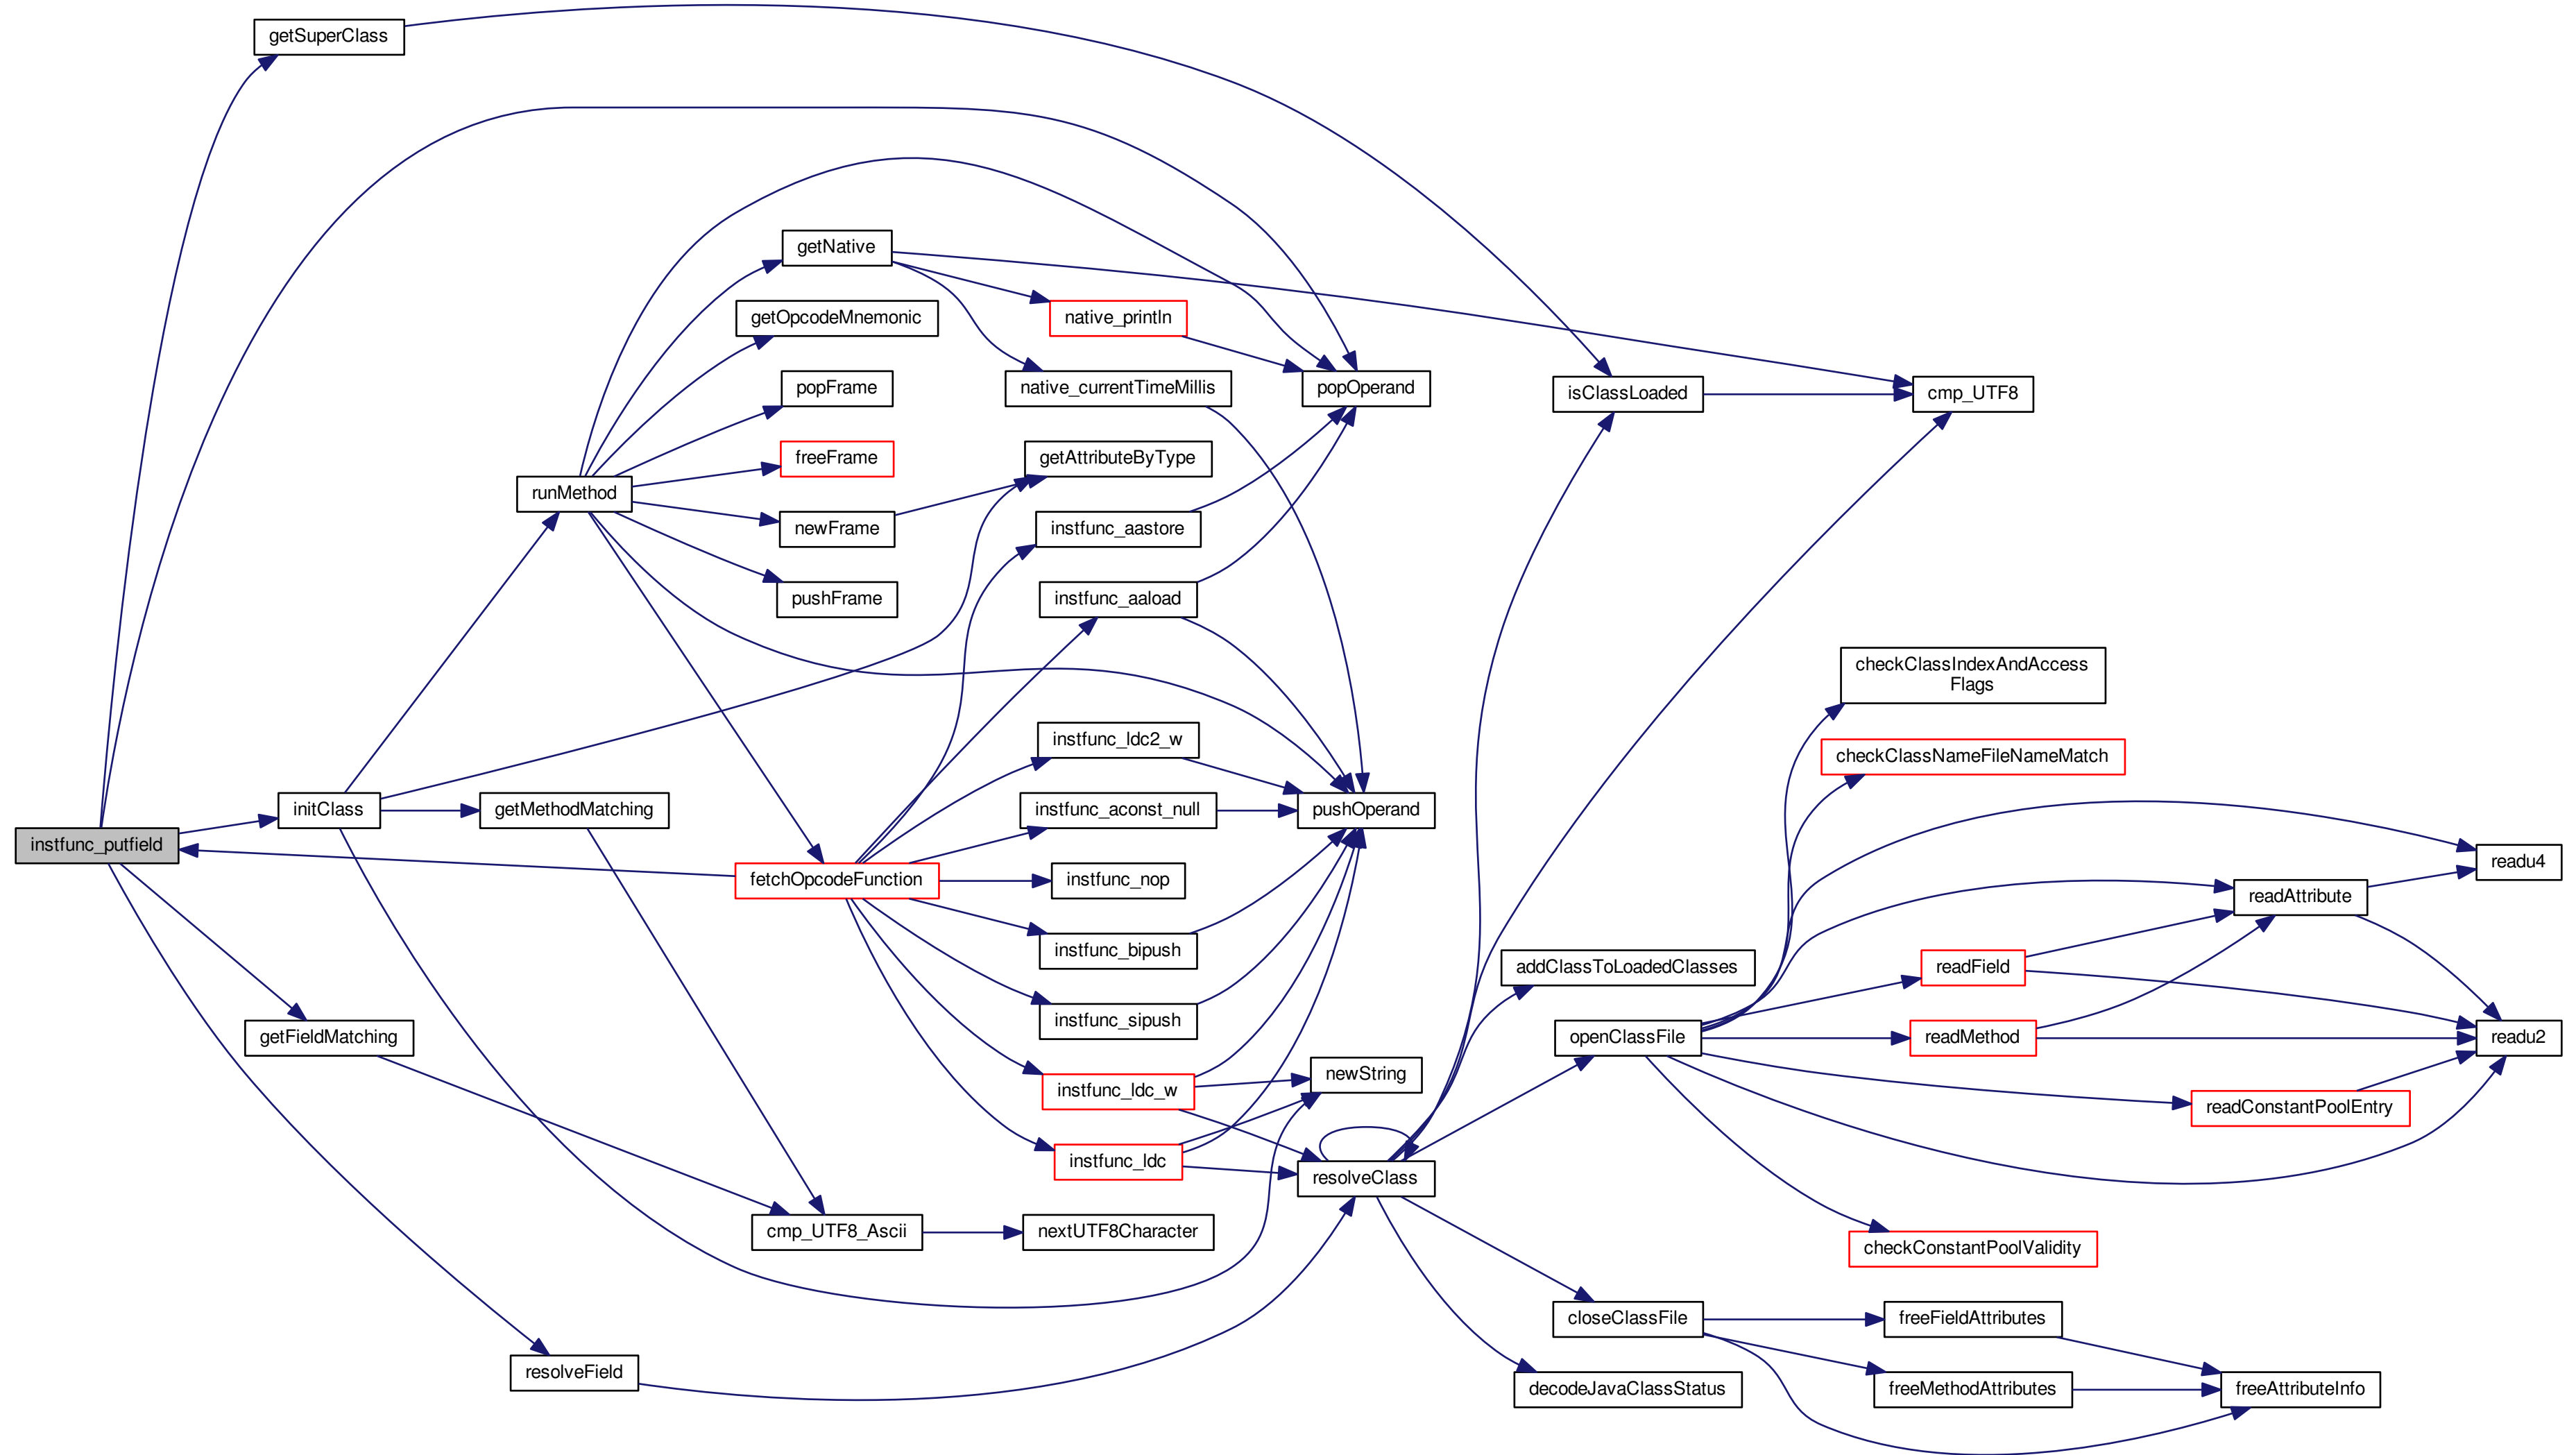 getSuperClass
getNative
getOpcodeMnemonic
native_println
popFrame
native_currentTimeMillis
popOperand
isClassLoaded
cmp_UTF8
freeFrame
getAttributeByType
runMethod
newFrame
instfunc_aastore
pushFrame
instfunc_aaload
checkClassIndexAndAccess
Flags
instfunc_ldc2_w
checkClassNameFileNameMatch
initClass
getMethodMatching
instfunc_aconst_null
pushOperand
instfunc_putfield
fetchOpcodeFunction
instfunc_nop
readu4
readAttribute
instfunc_bipush
addClassToLoadedClasses
readField
getFieldMatching
instfunc_sipush
openClassFile
readMethod
readu2
newString
instfunc_ldc_w
readConstantPoolEntry
instfunc_ldc
resolveClass
cmp_UTF8_Ascii
nextUTF8Character
checkConstantPoolValidity
closeClassFile
freeFieldAttributes
resolveField
decodeJavaClassStatus
freeMethodAttributes
freeAttributeInfo